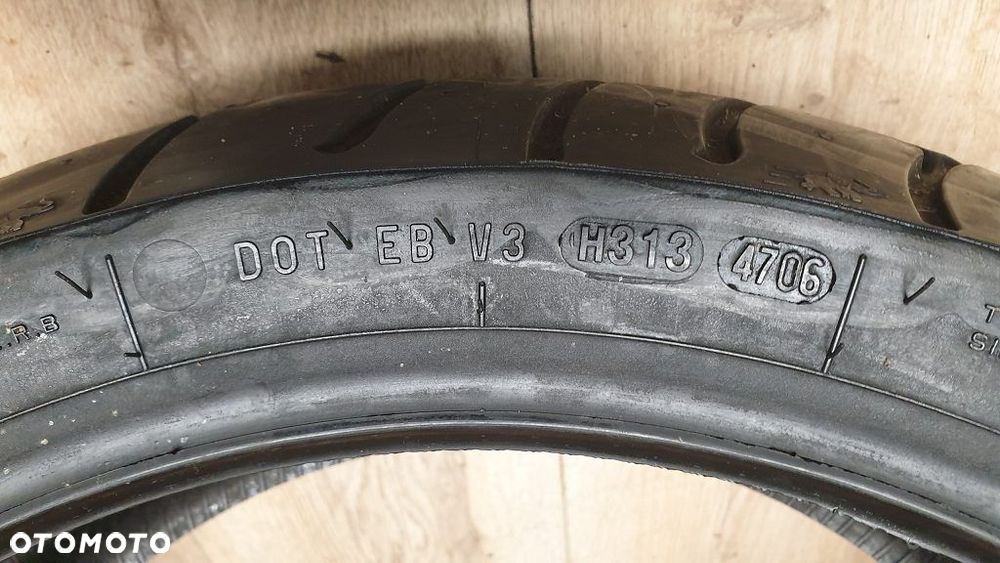 DOT EB V3 H313 4706
.R.B
OTOMOTO